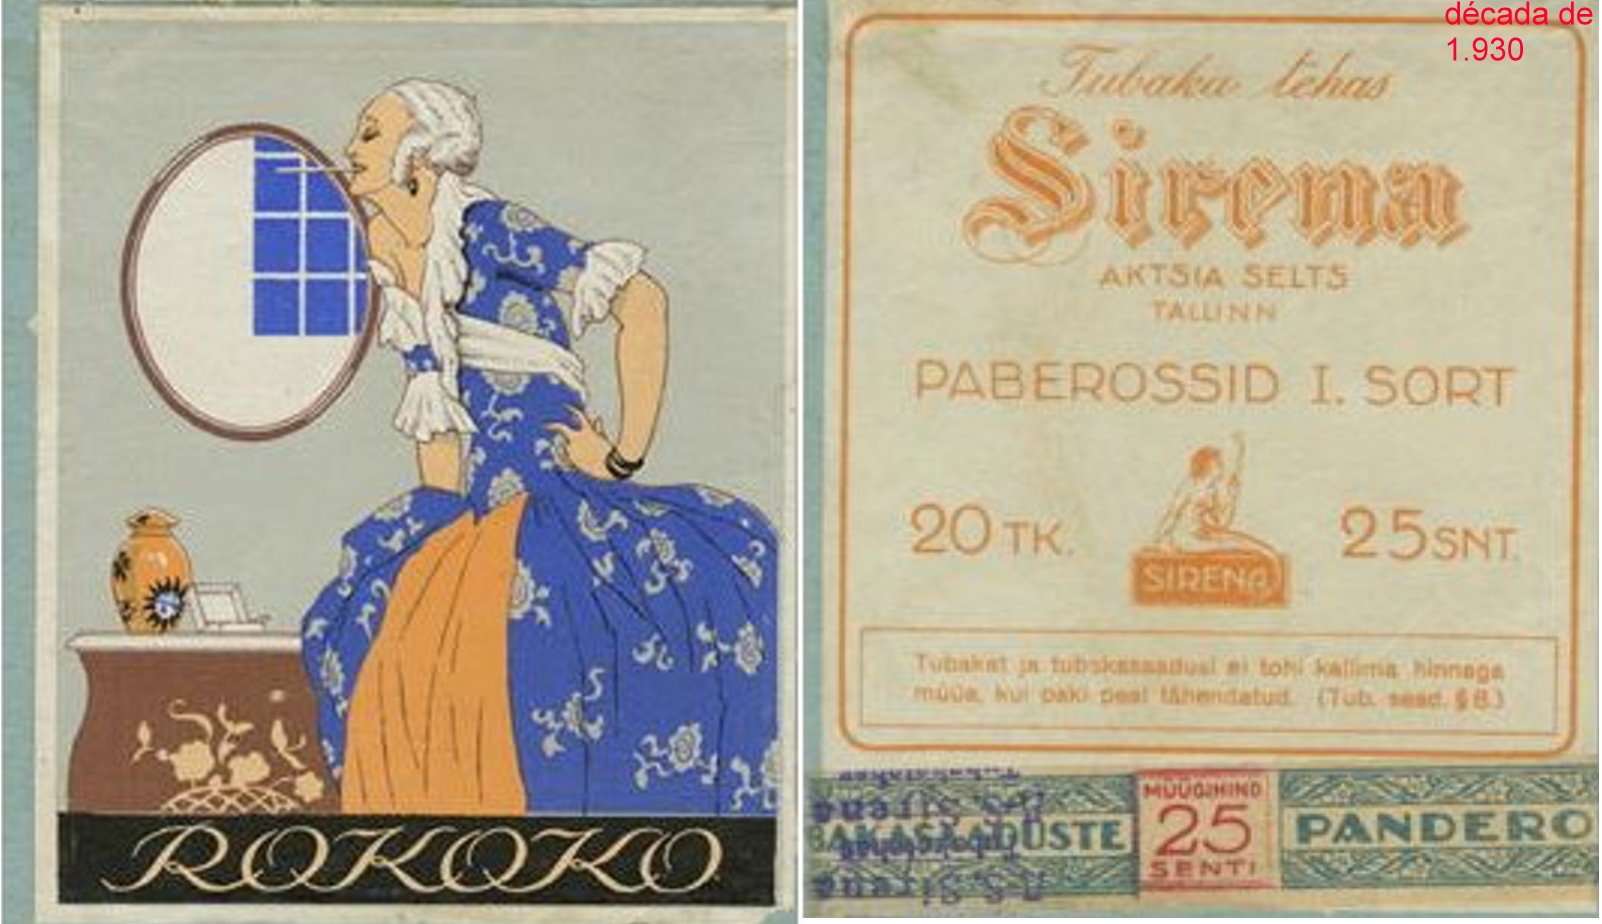 ROKOKO
década de
1.930
Tubaka tehas
Sirena
AKTSIA SELTS
TALLINN
PABEROSSID I. SORT
20 TK.
25 SNT.
SIRENA
Tubakat ja tubakasaadusi ei tohi kallima hinnaga
müüa, kui paki peal tähendatud. (Tub. sead. § 8.)
BAKASAADUSTE
MÜÜGIHIND
25
SENTI
PANDERO